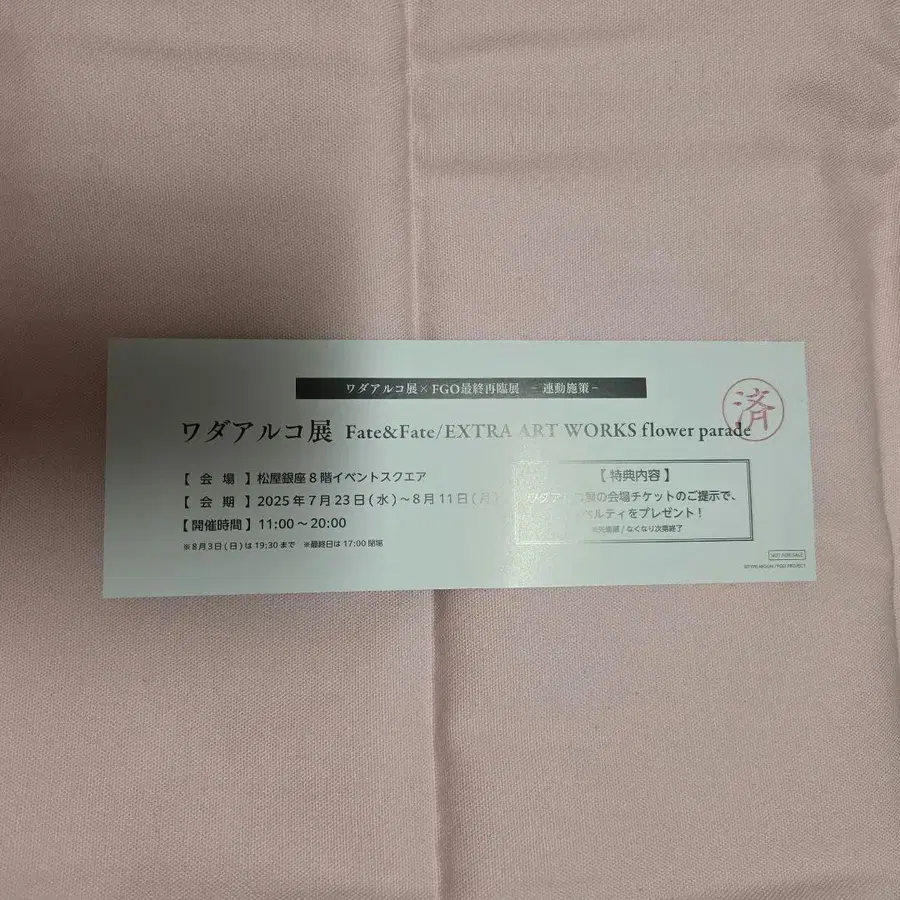 ワダアルコ展×FGO最終再臨展 －連動施策－
済
ワダアルコ展 Fate&Fate/EXTRA ART WORKS flower parade
【 会 場 】 松屋銀座8階イベントスクエア
【 会 期 】 2025年7月23日(水)～8月11日(月
【開催時間】 11:00～20:00
※8月3日(日)は19:30まで ※最終日は17:00閉場
【 特典内容 】
の会場チケットのご提示で、
ベルティをプレゼント！
/ なくなり次第終了
NOT FOR SALE
©TYPE-MOON / FGO PROJECT